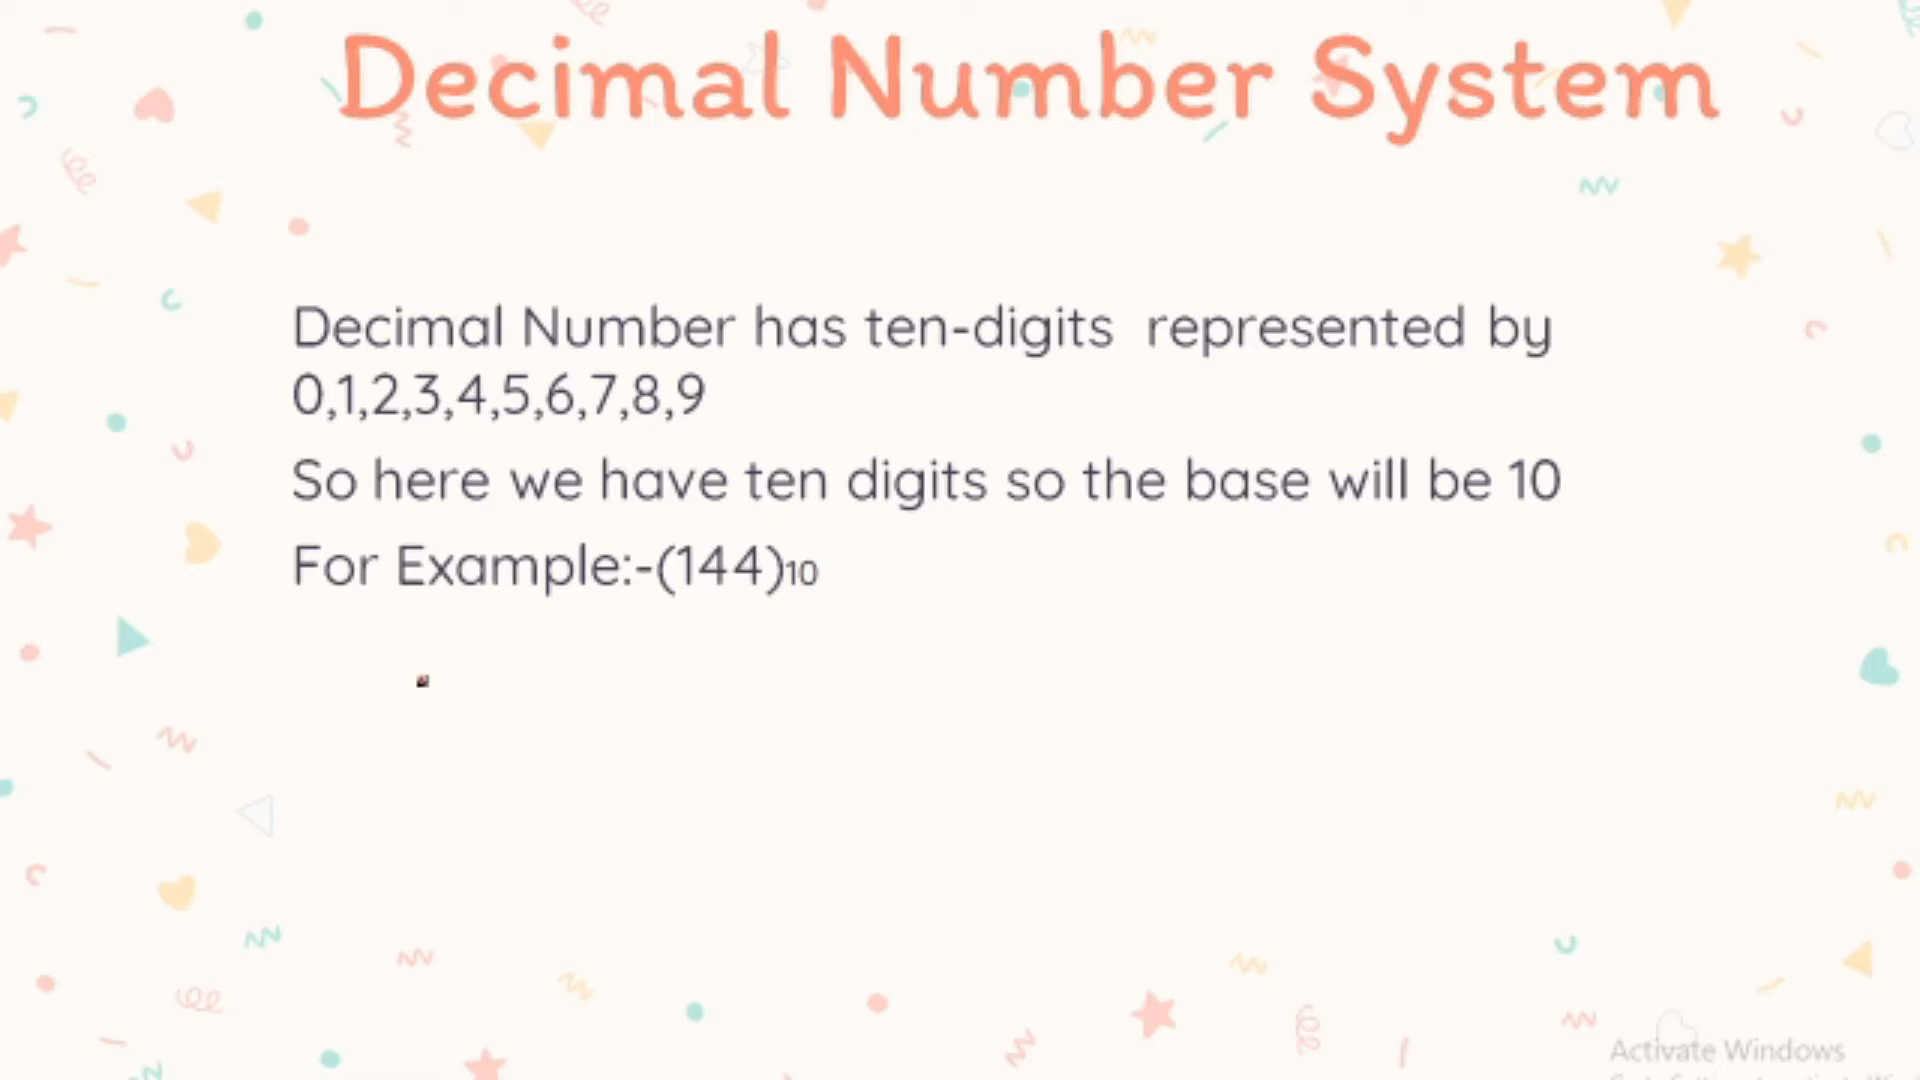 Decimal Number System
Decimal Number has ten-digits represented by
0,1,2,3,4,5,6,7,8,9
So here we have ten digits so the base will be 10
For Example:-(144)10
Activate Windows